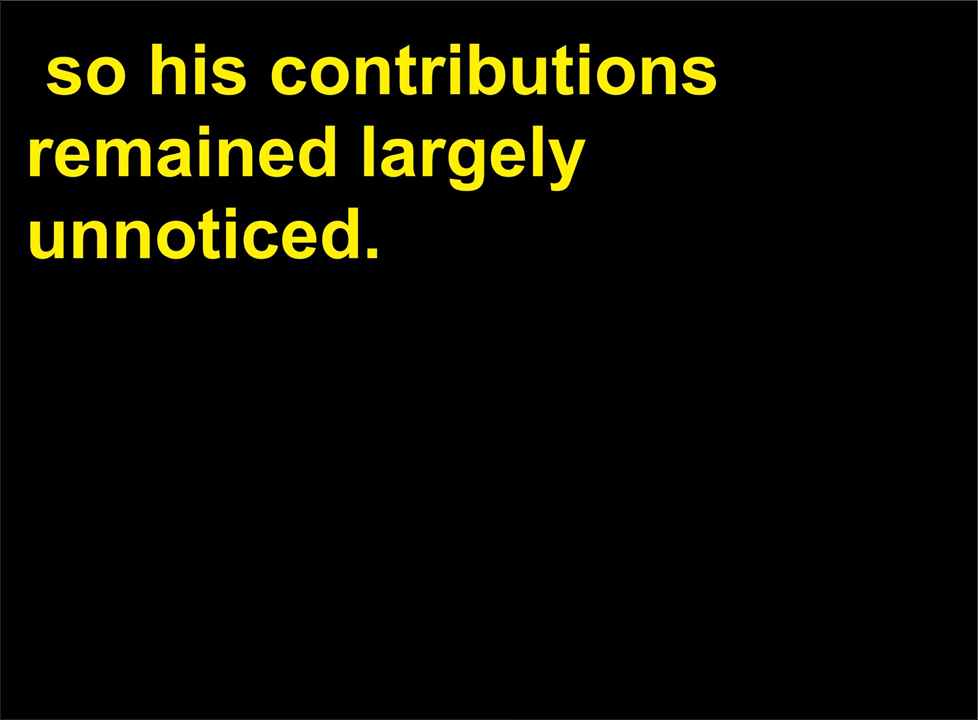 so his contributions
remained largely
unnoticed.